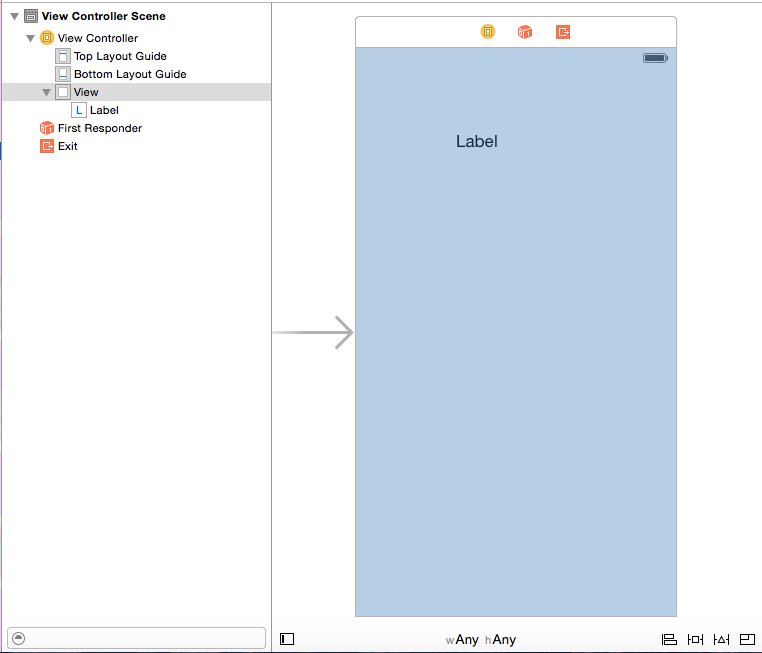 View Controller Scene
View Controller
Top Layout Guide
Bottom Layout Guide
View
L Label
First Responder
Exit
Label
wAny hAny